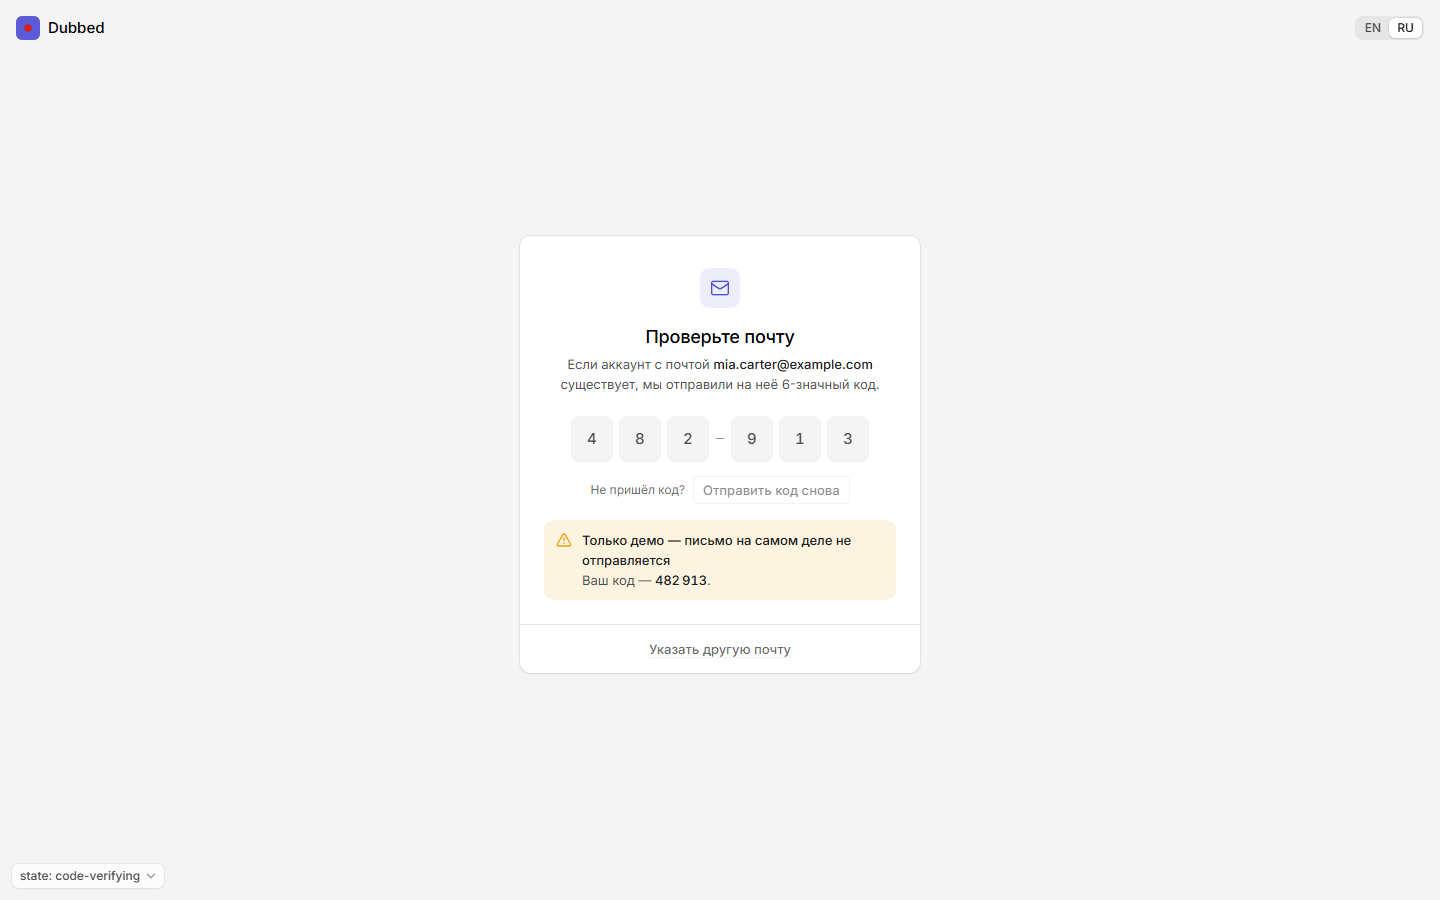 Dubbed
EN RU
Проверьте почту
Если аккаунт с почтой mia.carter@example.com
существует, мы отправили на неё 6-значный код.
4 8 2 – 9 1 3
Не пришёл код? Отправить код снова
Только демо — письмо на самом деле не
отправляется
Ваш код — 482 913.
Указать другую почту
state: code-verifying